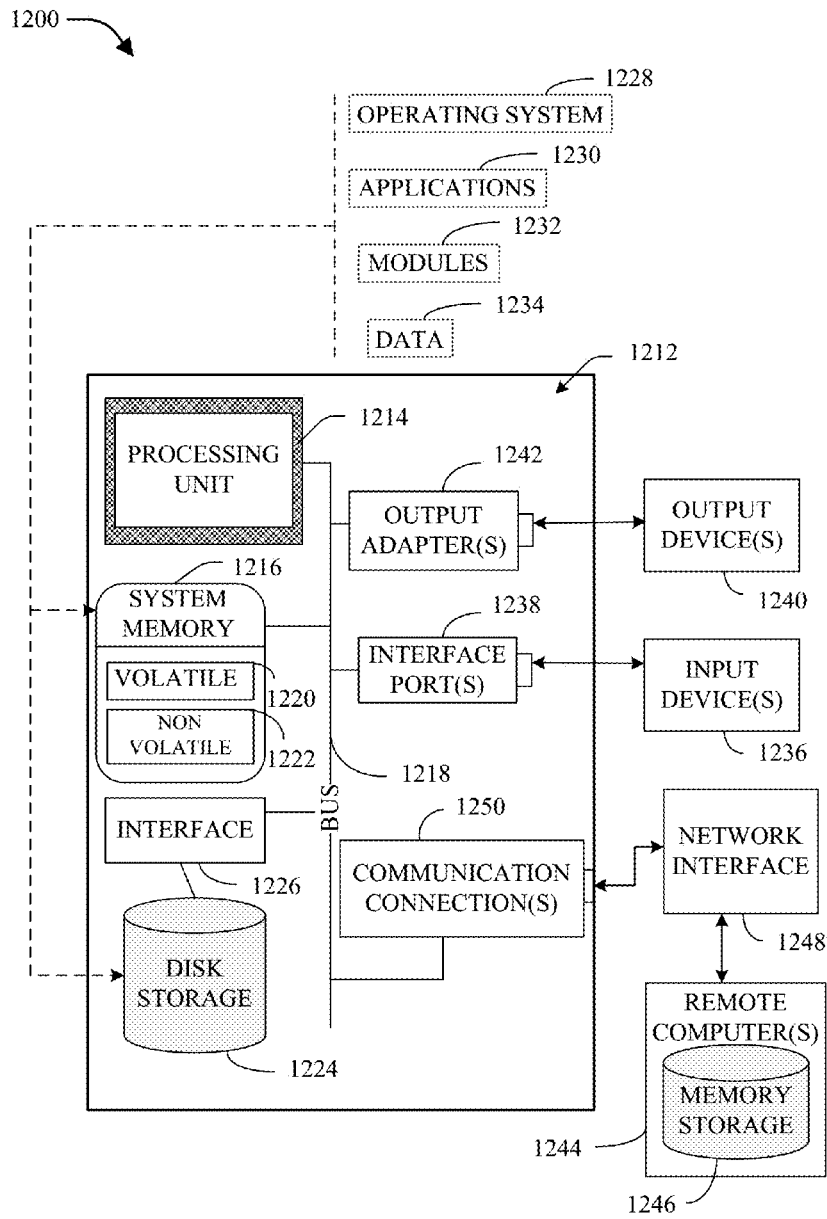 1200
1228
OPERATING SYSTEM
1230
APPLICATIONS
1232
MODULES
1234
DATA
1212
1214
PROCESSING
UNIT
1242
OUTPUT
ADAPTER(S)
OUTPUT
DEVICE(S)
1240
1216
SYSTEM
MEMORY
1238
INTERFACE
PORT(S)
INPUT
DEVICE(S)
1236
VOLATILE
1220
NON
VOLATILE
1222
1218
BUS
1250
INTERFACE
1226
COMMUNICATION
CONNECTION(S)
NETWORK
INTERFACE
1248
DISK
STORAGE
1224
REMOTE
COMPUTER(S)
MEMORY
STORAGE
1244
1246